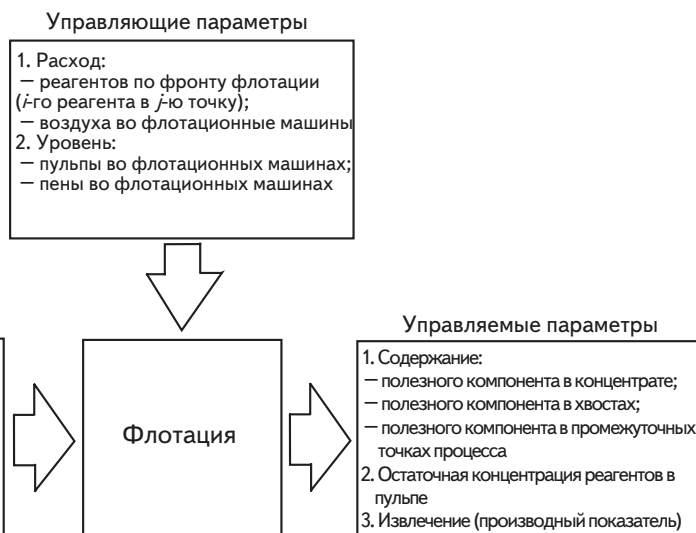 Управляющие параметры
1. Расход:
— реагентов по фронту флотации
(i-го реагента в j-ю точку);
— воздуха во флотационные машины
2. Уровень:
— пульпы во флотационных машинах;
— пены во флотационных машинах
Флотация
Управляемые параметры
1. Содержание:
— полезного компонента в концентрате;
— полезного компонента в хвостах;
— полезного компонента в промежуточных
точках процесса
2. Остаточная концентрация реагентов в
пульпе
3. Извлечение (производный показатель)